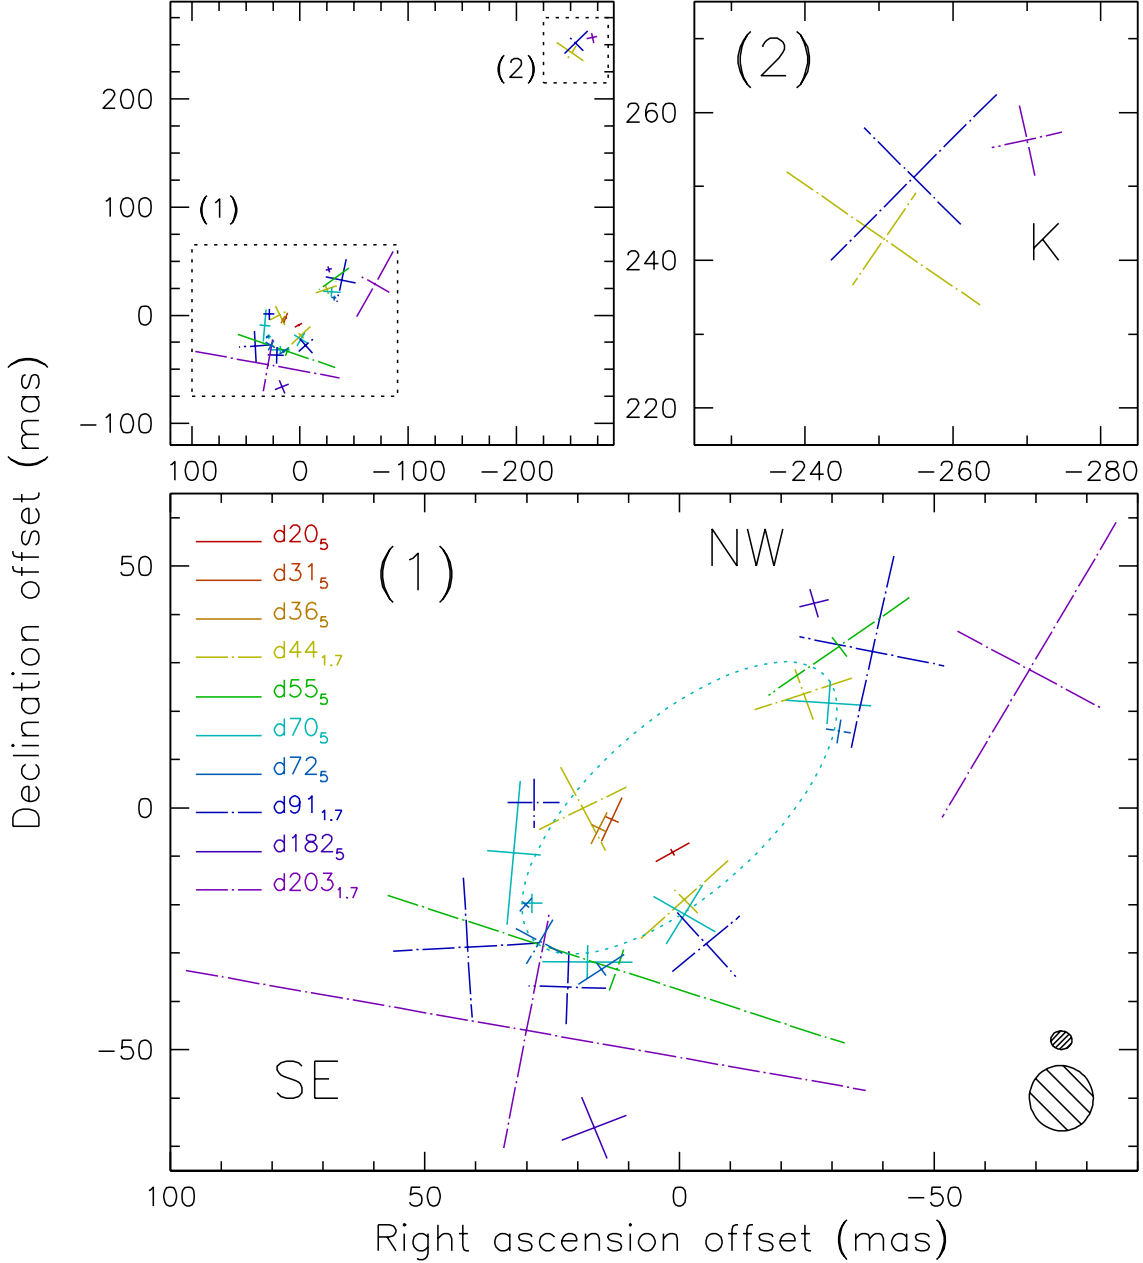 (2)
(1)
200
100
0
−100
100 0 −100 −200
(2)
K
260
240
220
−240 −260 −280
Declination offset (mas)
d20₅
d31₅
d36₅
d44₁.₇
d55₅
d70₅
d72₅
d91₁.₇
d182₅
d203₁.₇
(1)
NW
SE
50
0
−50
100 50 0 −50
Right ascension offset (mas)